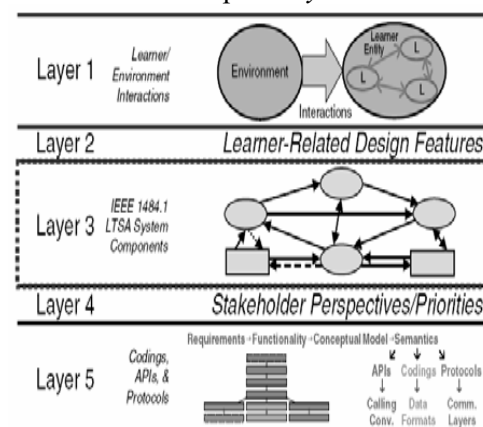 Layer 1
Learner/
Environment
Interactions
Environment
Learner
Entity
L
L
L
Interactions
Layer 2
Learner-Related Design Features
Layer 3
IEEE 1484.1
LTSA System
Components
Layer 4
Stakeholder Perspectives/Priorities
Layer 5
Codings,
APIs, &
Protocols
Requirements→Functionality→Conceptual Model→Semantics
APIs Codings Protocols
Calling Data Comm.
Conv. Formats Layers